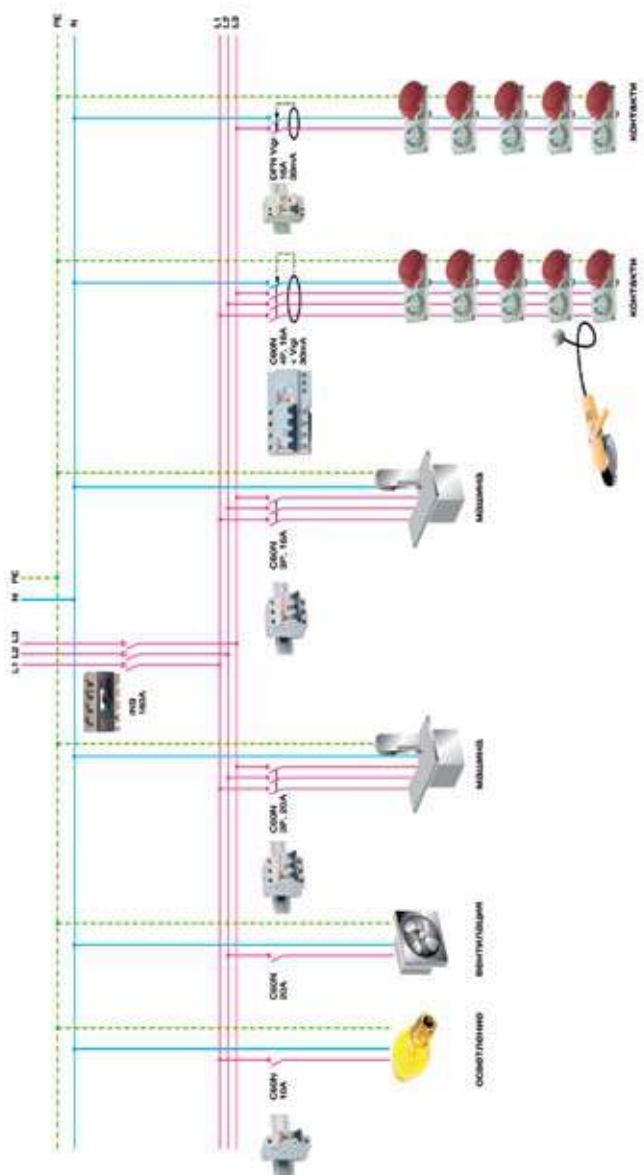 PE
N
L1
L2
L3
DPN Vigi
16A
30mA
КОНТАКТИ
C60N
4P, 16A
+ Vigi
30mA
КОНТАКТИ
C60N
3P, 16A
машина
L1 L2 L3 N PE
INS
160A
C60N
3P, 20A
машина
C60N
20A
вентилация
C60N
10A
осветление